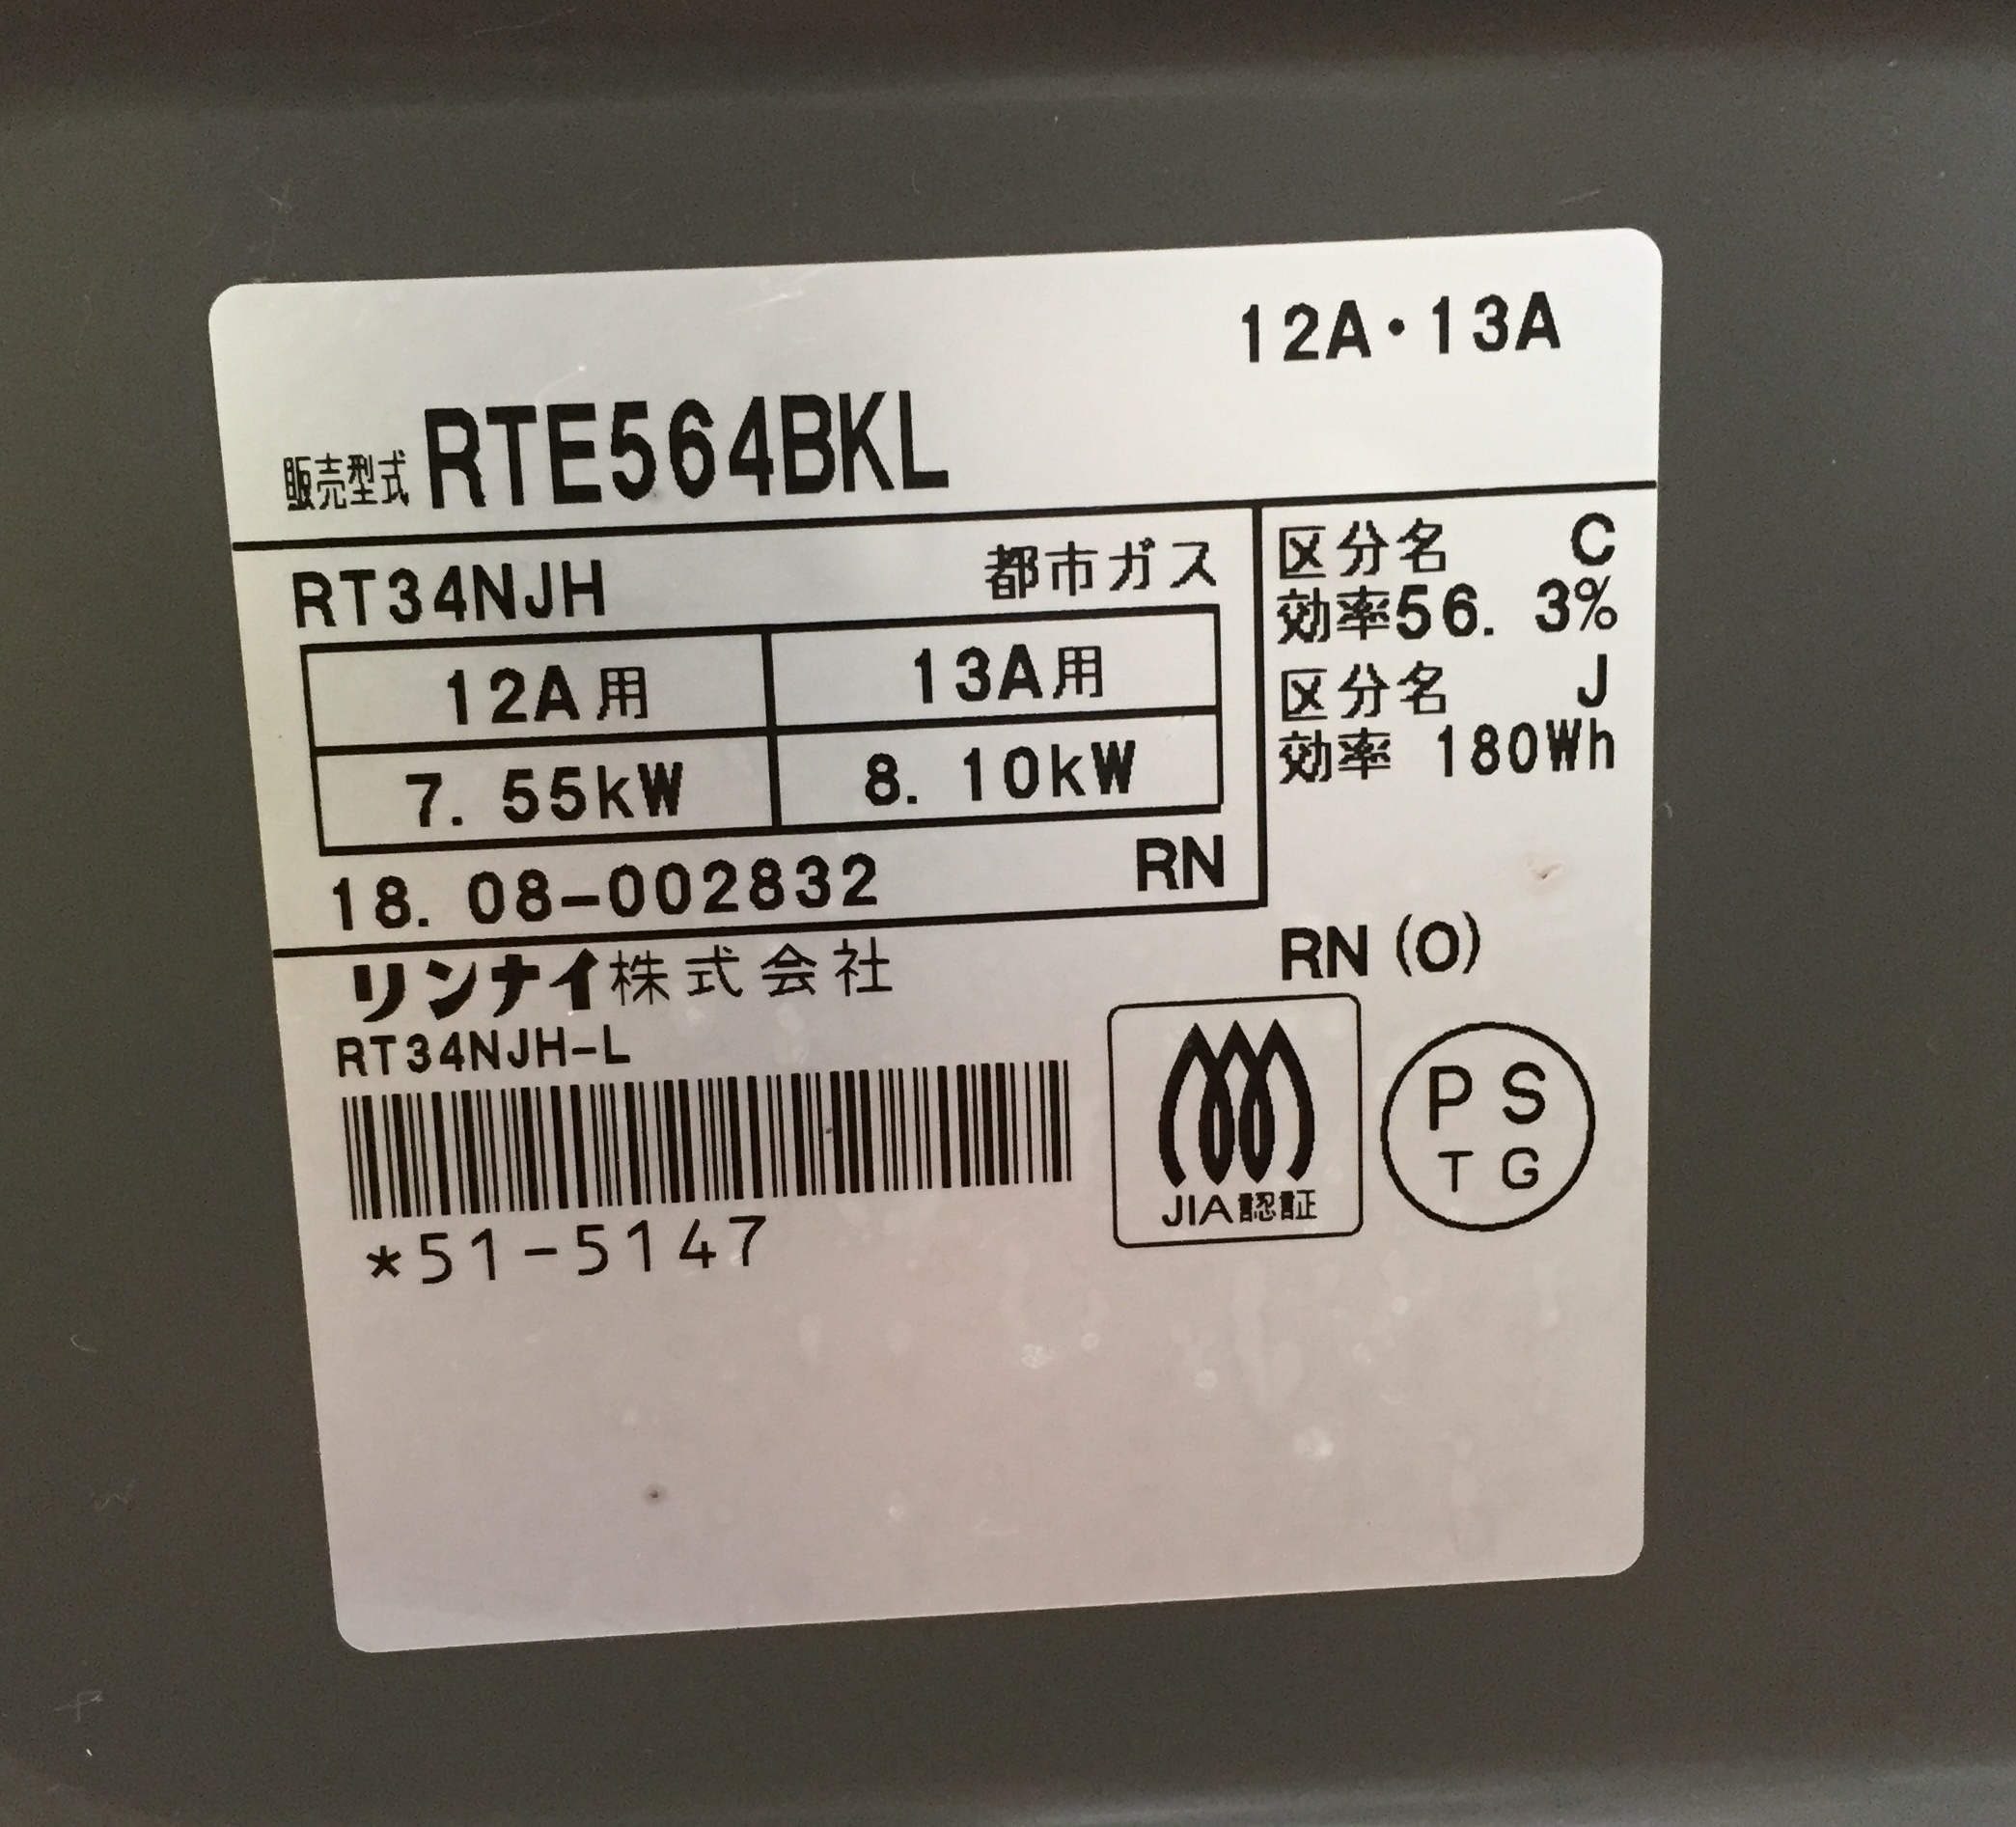 12A・13A
販売型式 RTE564BKL
RT34NJH 都市ガス
12A用 13A用
7. 55kW 8. 10kW
18. 08-002832 RN
区分名 C
効率56. 3%
区分名 J
効率 180Wh
リンナイ株式会社
RT34NJH-L
*51-5147
RN (O)
JIA認証
PS
TG